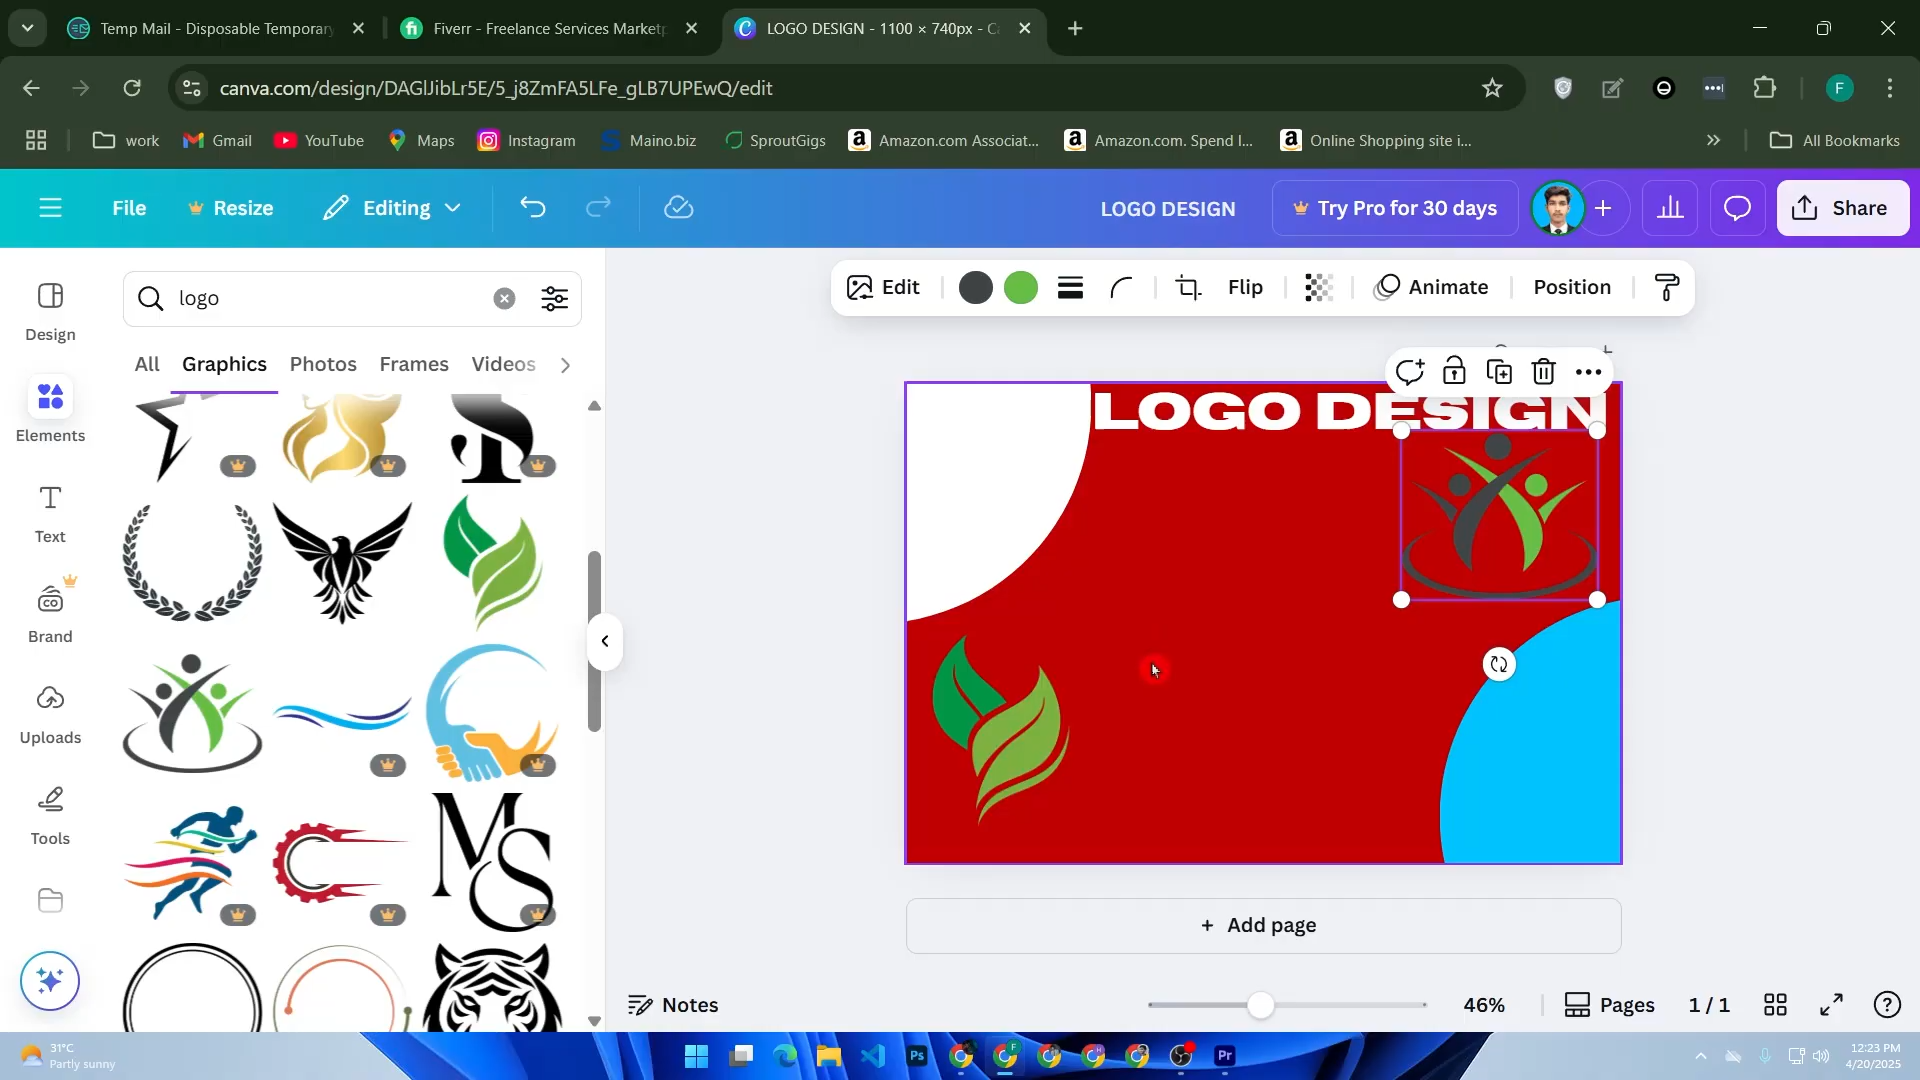 Temp Mail - Disposable Temporary
Fiverr - Freelance Services Marketp
LOGO DESIGN - 1100 × 740px - Ca
canva.com/design/DAGlJibLr5E/5_j8ZmFA5LFe_gLB7UPEwQ/edit
F
work
Gmail
YouTube
Maps
Instagram
Maino.biz
SproutGigs
Amazon.com Associat...
Amazon.com. Spend I...
Online Shopping site i...
All Bookmarks
File
Resize
Editing
LOGO DESIGN
Try Pro for 30 days
Share
Design
Elements
Text
Brand
Uploads
Tools
logo
All
Graphics
Photos
Frames
Videos
MS
Edit
Flip
Animate
Position
LOGO DESIGN
+ Add page
Notes
46%
Pages
1 / 1
31°C
Partly sunny
12:23 PM
4/20/2025